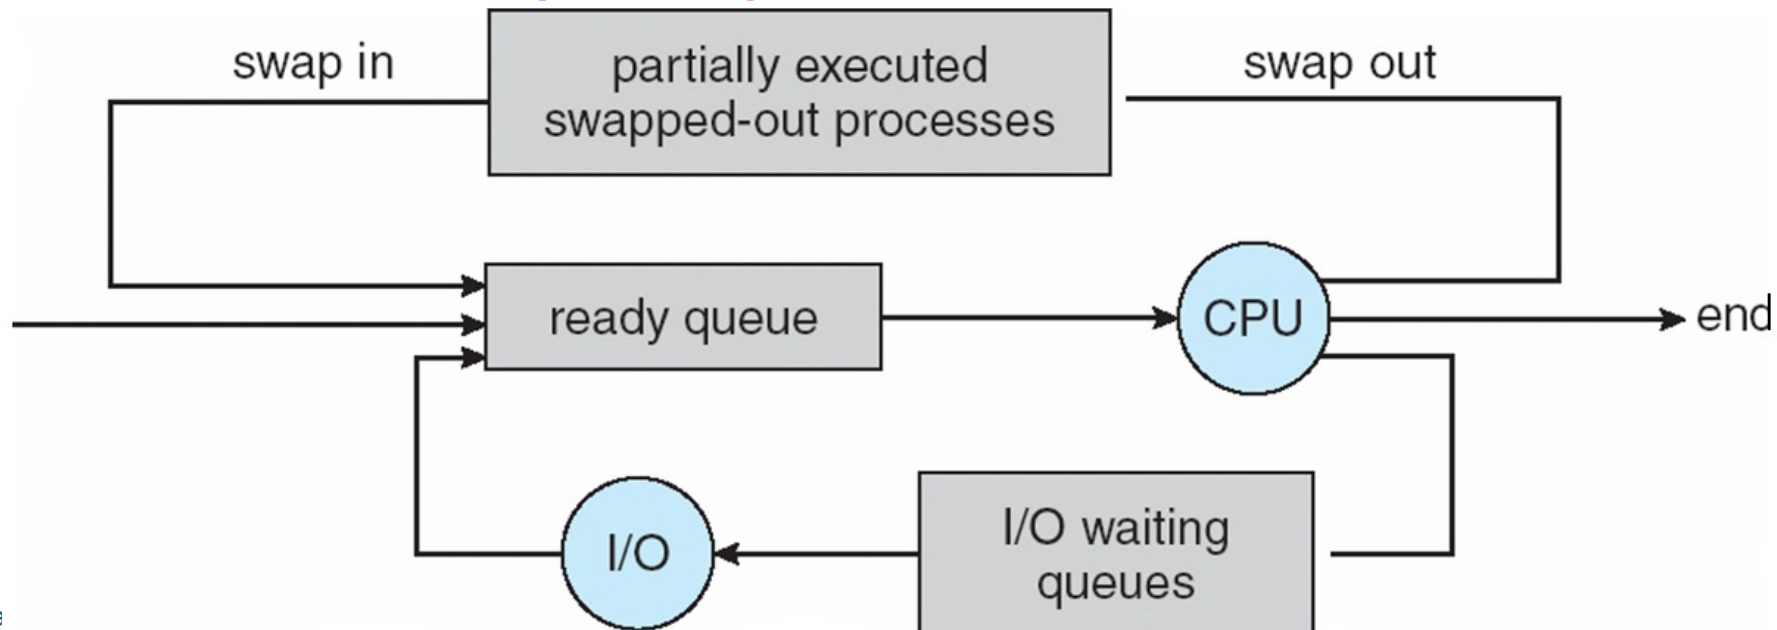 swap in
partially executed
swapped-out processes
swap out
ready queue
CPU
end
I/O
I/O waiting
queues